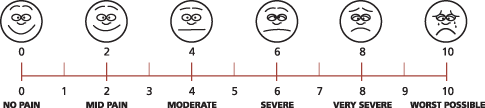 0 2 4 6 8 10
0 1 2 3 4 5 6 7 8 9 10
NO PAIN MID PAIN MODERATE SEVERE VERY SEVERE WORST POSSIBLE